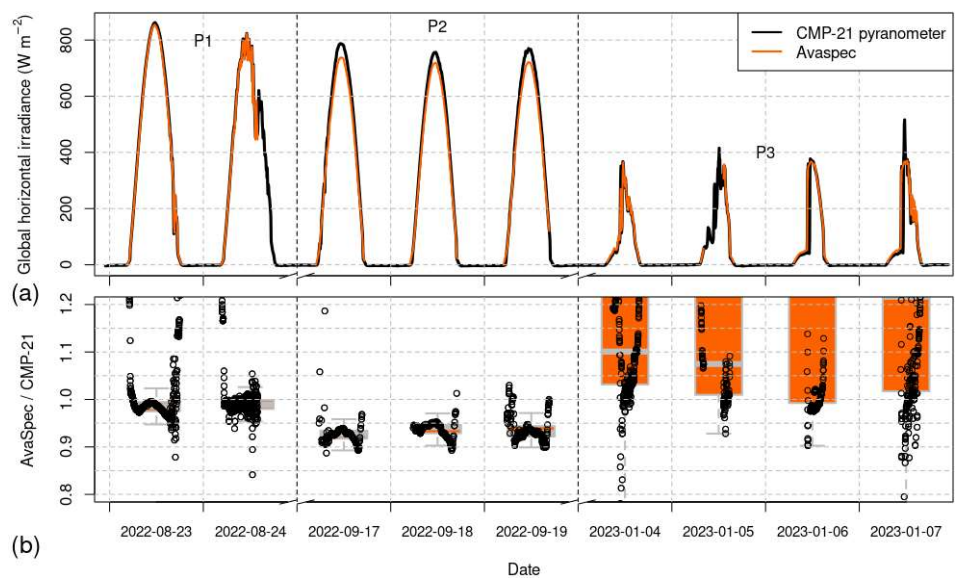 P1
P2
P3
CMP-21 pyranometer
Avaspec
Global horizontal irradiance (W m⁻²)
800
600
400
200
0
(a)
AvaSpec / CMP-21
1.2
1.1
1.0
0.9
0.8
2022-08-23 2022-08-24 2022-09-17 2022-09-18 2022-09-19 2023-01-04 2023-01-05 2023-01-06 2023-01-07
(b)
Date